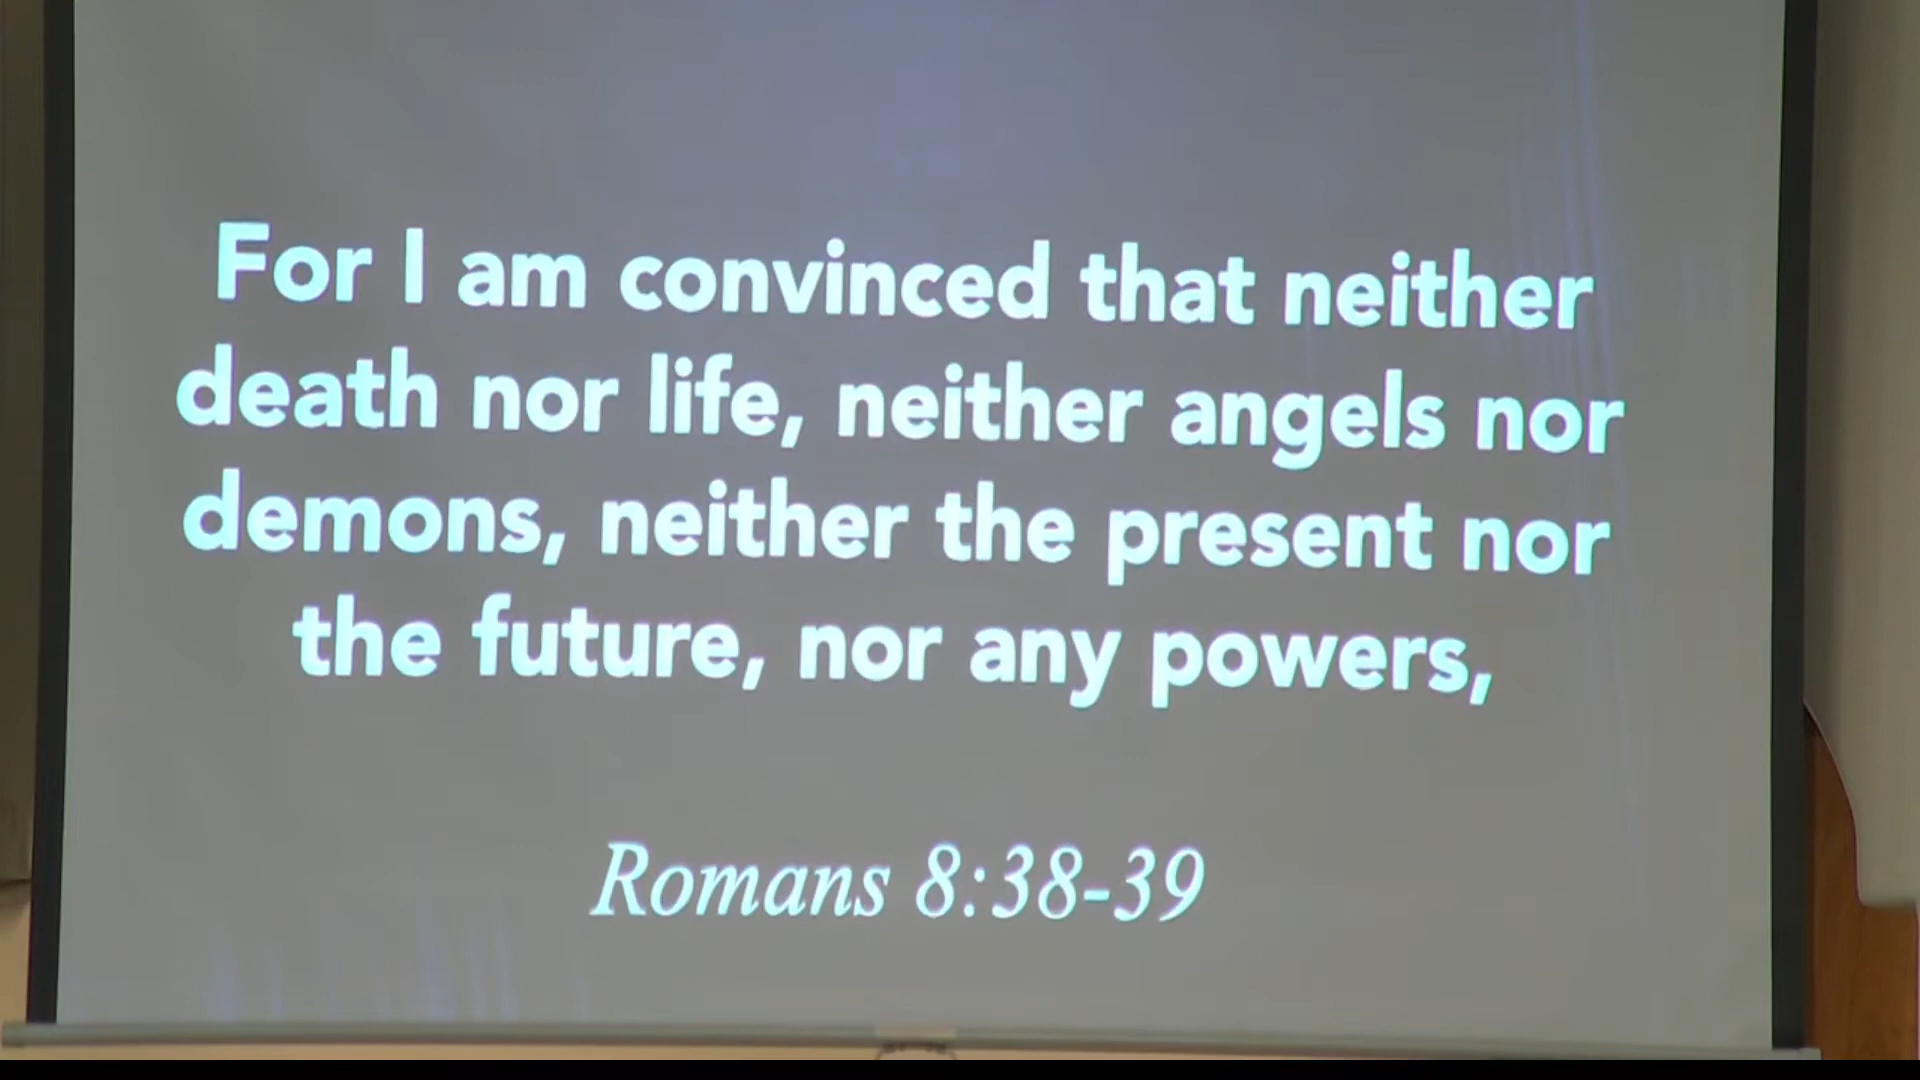 For I am convinced that neither
death nor life, neither angels nor
demons, neither the present nor
the future, nor any powers,
Romans 8:38-39